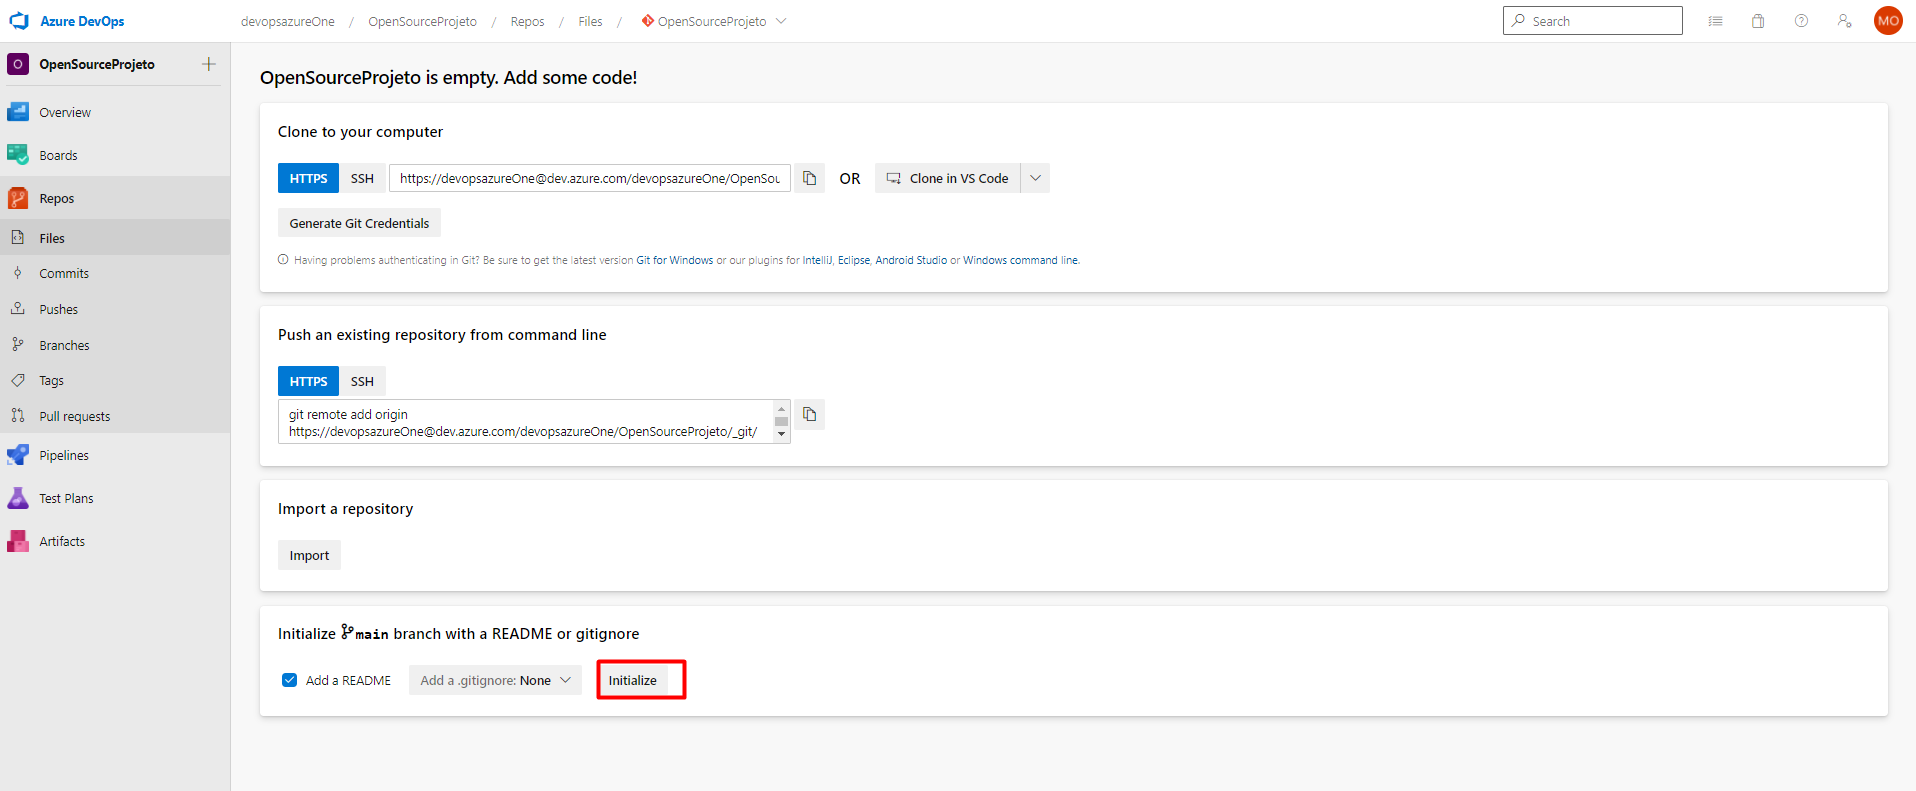 Azure DevOps
devopsazureOne / OpenSourceProjeto / Repos / Files / OpenSourceProjeto
Search
MO
O OpenSourceProjeto +
Overview
Boards
Repos
Files
Commits
Pushes
Branches
Tags
Pull requests
Pipelines
Test Plans
Artifacts
OpenSourceProjeto is empty. Add some code!
Clone to your computer
HTTPS SSH https://devopsazureOne@dev.azure.com/devopsazureOne/OpenSou OR Clone in VS Code
Generate Git Credentials
Having problems authenticating in Git? Be sure to get the latest version Git for Windows or our plugins for IntelliJ, Eclipse, Android Studio or Windows command line.
Push an existing repository from command line
HTTPS SSH
git remote add origin
https://devopsazureOne@dev.azure.com/devopsazureOne/OpenSourceProjeto/_git/
Import a repository
Import
Initialize main branch with a README or gitignore
Add a README Add a .gitignore: None Initialize